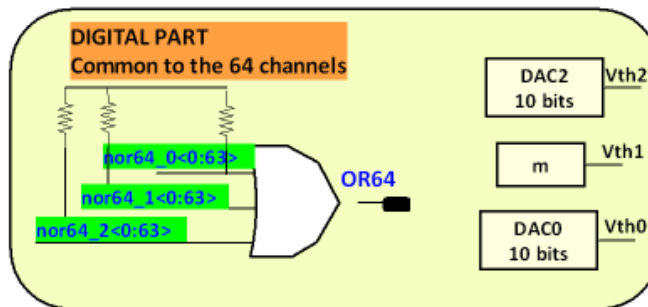 DIGITAL PART
Common to the 64 channels
nor64_0<0:63>
nor64_1<0:63>
nor64_2<0:63>
OR64
DAC2
10 bits
Vth2
m
Vth1
DAC0
10 bits
Vth0